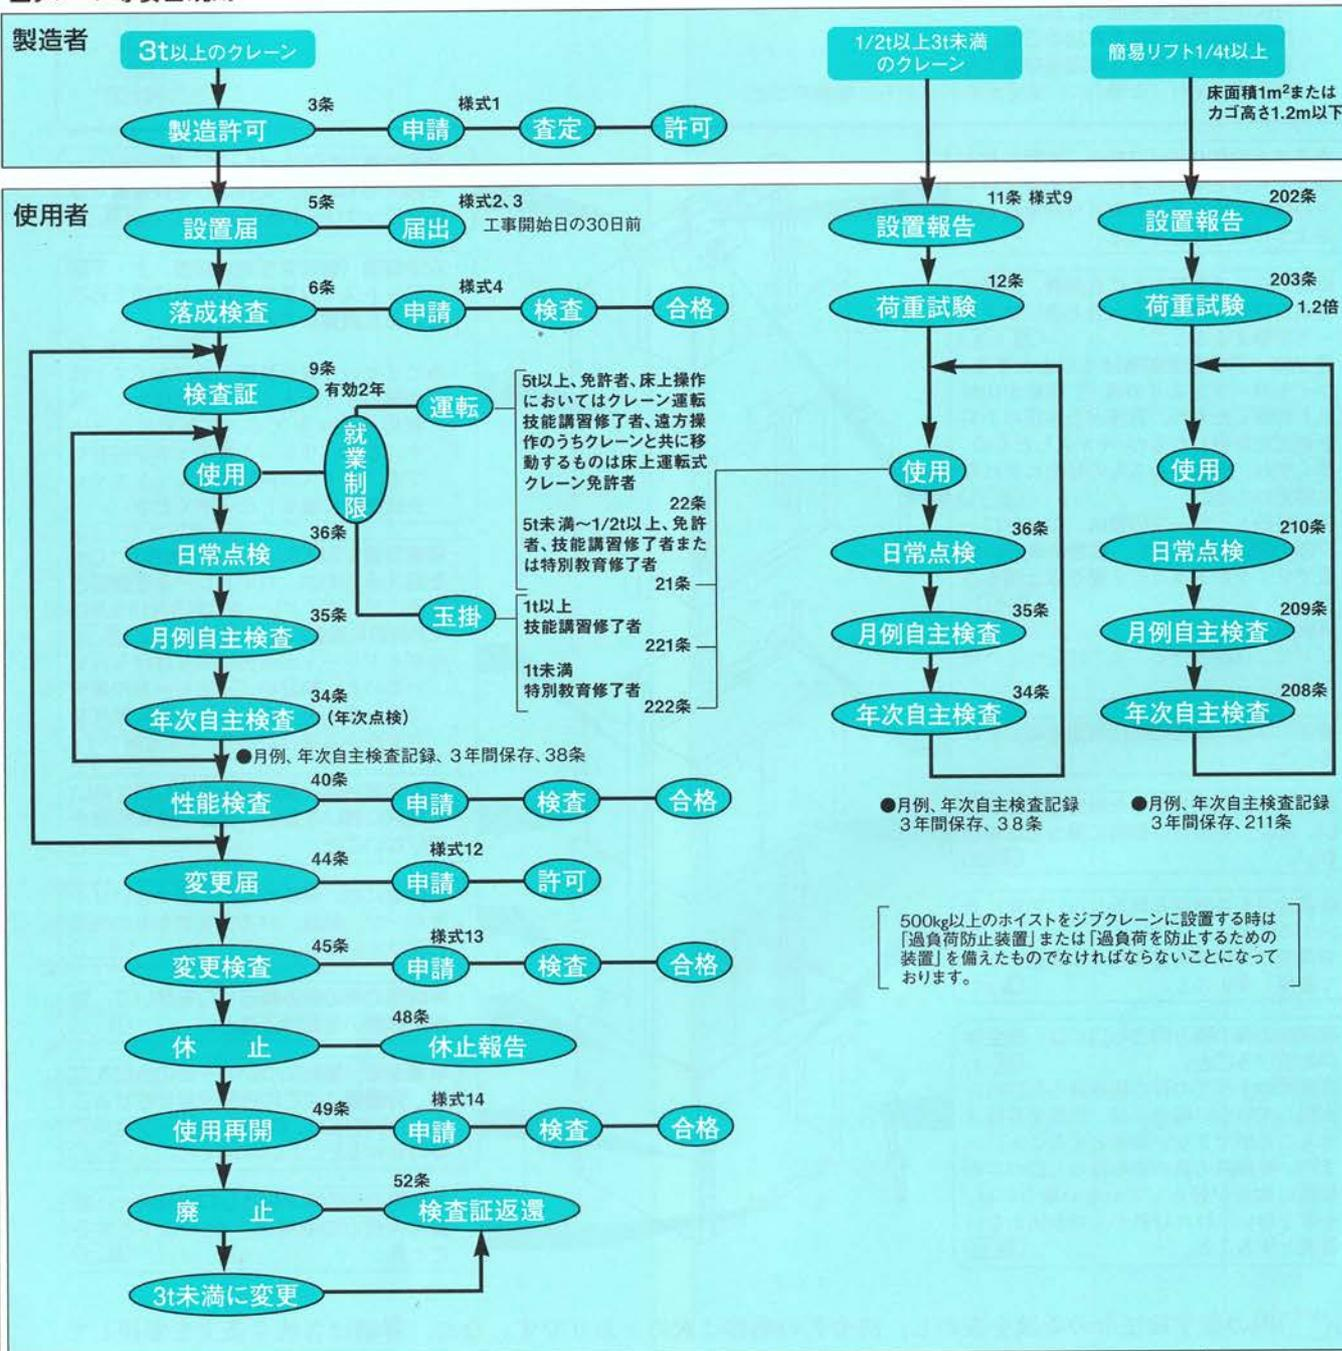 製造者
3t以上のクレーン
1/2t以上3t未満
のクレーン
簡易リフト1/4t以上
床面積1m²または
カゴ高さ1.2m以下
製造許可
3条
申請
様式1
査定
許可
使用者
設置届
5条
届出
様式2、3
工事開始日の30日前
落成検査
6条
申請
様式4
検査
合格
検査証
9条
有効2年
使用
就業制限
運転
5t以上、免許者、床上操作
においてはクレーン運転
技能講習修了者、遠方操
作のうちクレーンと共に移
動するものは床上運転式
クレーン免許者
22条
5t未満～1/2t以上、免許
者、技能講習修了者また
は特別教育修了者
21条
玉掛
1t以上
技能講習修了者
221条
1t未満
特別教育修了者
222条
日常点検
36条
月例自主検査
35条
年次自主検査
34条
(年次点検)
●月例、年次自主検査記録、3年間保存、38条
性能検査
40条
申請
検査
合格
変更届
44条
申請
様式12
許可
変更検査
45条
申請
様式13
検査
合格
休 止
48条
休止報告
使用再開
49条
申請
様式14
検査
合格
廃 止
52条
検査証返還
3t未満に変更
設置報告
11条 様式9
荷重試験
12条
使用
日常点検
36条
月例自主検査
35条
年次自主検査
34条
●月例、年次自主検査記録
3年間保存、38条
設置報告
202条
荷重試験
203条
1.2倍
使用
日常点検
210条
月例自主検査
209条
年次自主検査
208条
●月例、年次自主検査記録
3年間保存、211条
500kg以上のホイストをジブクレーンに設置する時は
「過負荷防止装置」または「過負荷を防止するための
装置」を備えたものでなければならないことになって
おります。